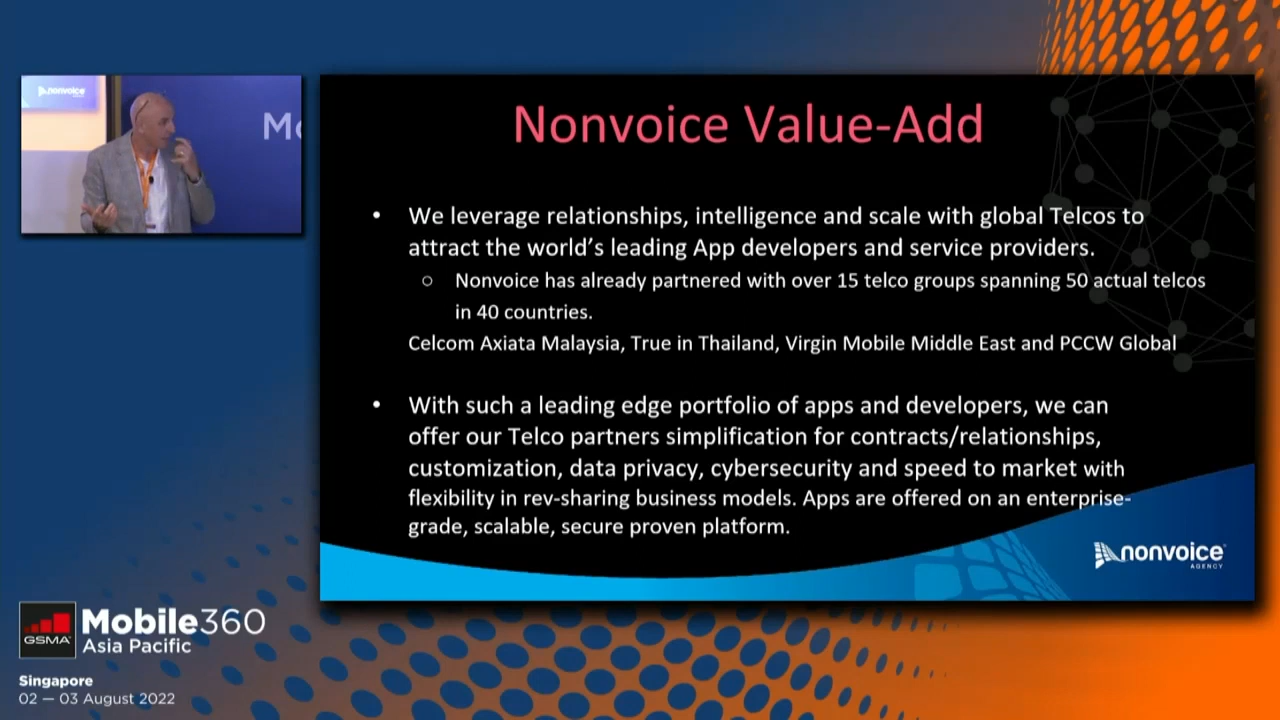 nonvoice
Mo
Nonvoice Value-Add
• We leverage relationships, intelligence and scale with global Telcos to
attract the world’s leading App developers and service providers.
○ Nonvoice has already partnered with over 15 telco groups spanning 50 actual telcos
in 40 countries.
Celcom Axiata Malaysia, True in Thailand, Virgin Mobile Middle East and PCCW Global
• With such a leading edge portfolio of apps and developers, we can
offer our Telco partners simplification for contracts/relationships,
customization, data privacy, cybersecurity and speed to market with
flexibility in rev-sharing business models. Apps are offered on an enterprise-
grade, scalable, secure proven platform.
nonvoice
AGENCY
GSMA
Mobile360
Asia Pacific
Singapore
02 — 03 August 2022